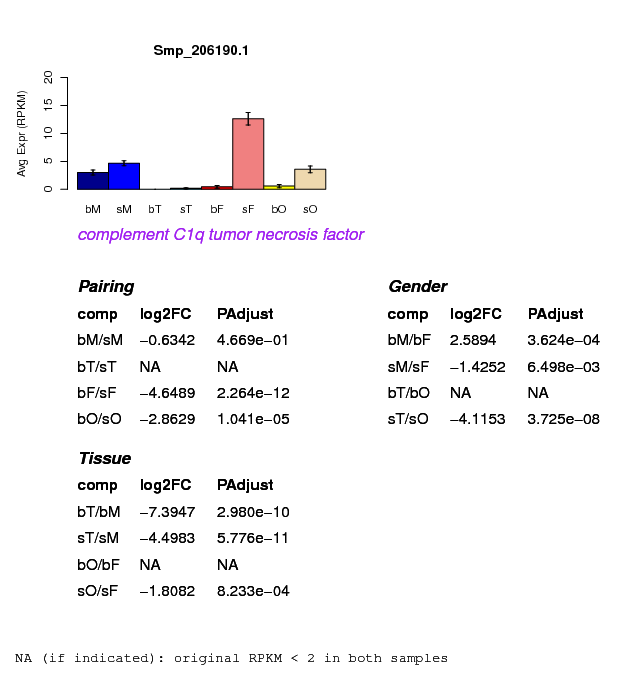 Smp_206190.1
Avg Expr (RPKM)
20
15
10
5
0
bM sM bT sT bF sF bO sO
complement C1q tumor necrosis factor
Pairing
comp log2FC PAdjust
bM/sM −0.6342 4.669e−01
bT/sT NA NA
bF/sF −4.6489 2.264e−12
bO/sO −2.8629 1.041e−05
Gender
comp log2FC PAdjust
bM/bF 2.5894 3.624e−04
sM/sF −1.4252 6.498e−03
bT/bO NA NA
sT/sO −4.1153 3.725e−08
Tissue
comp log2FC PAdjust
bT/bM −7.3947 2.980e−10
sT/sM −4.4983 5.776e−11
bO/bF NA NA
sO/sF −1.8082 8.233e−04
NA (if indicated): original RPKM < 2 in both samples